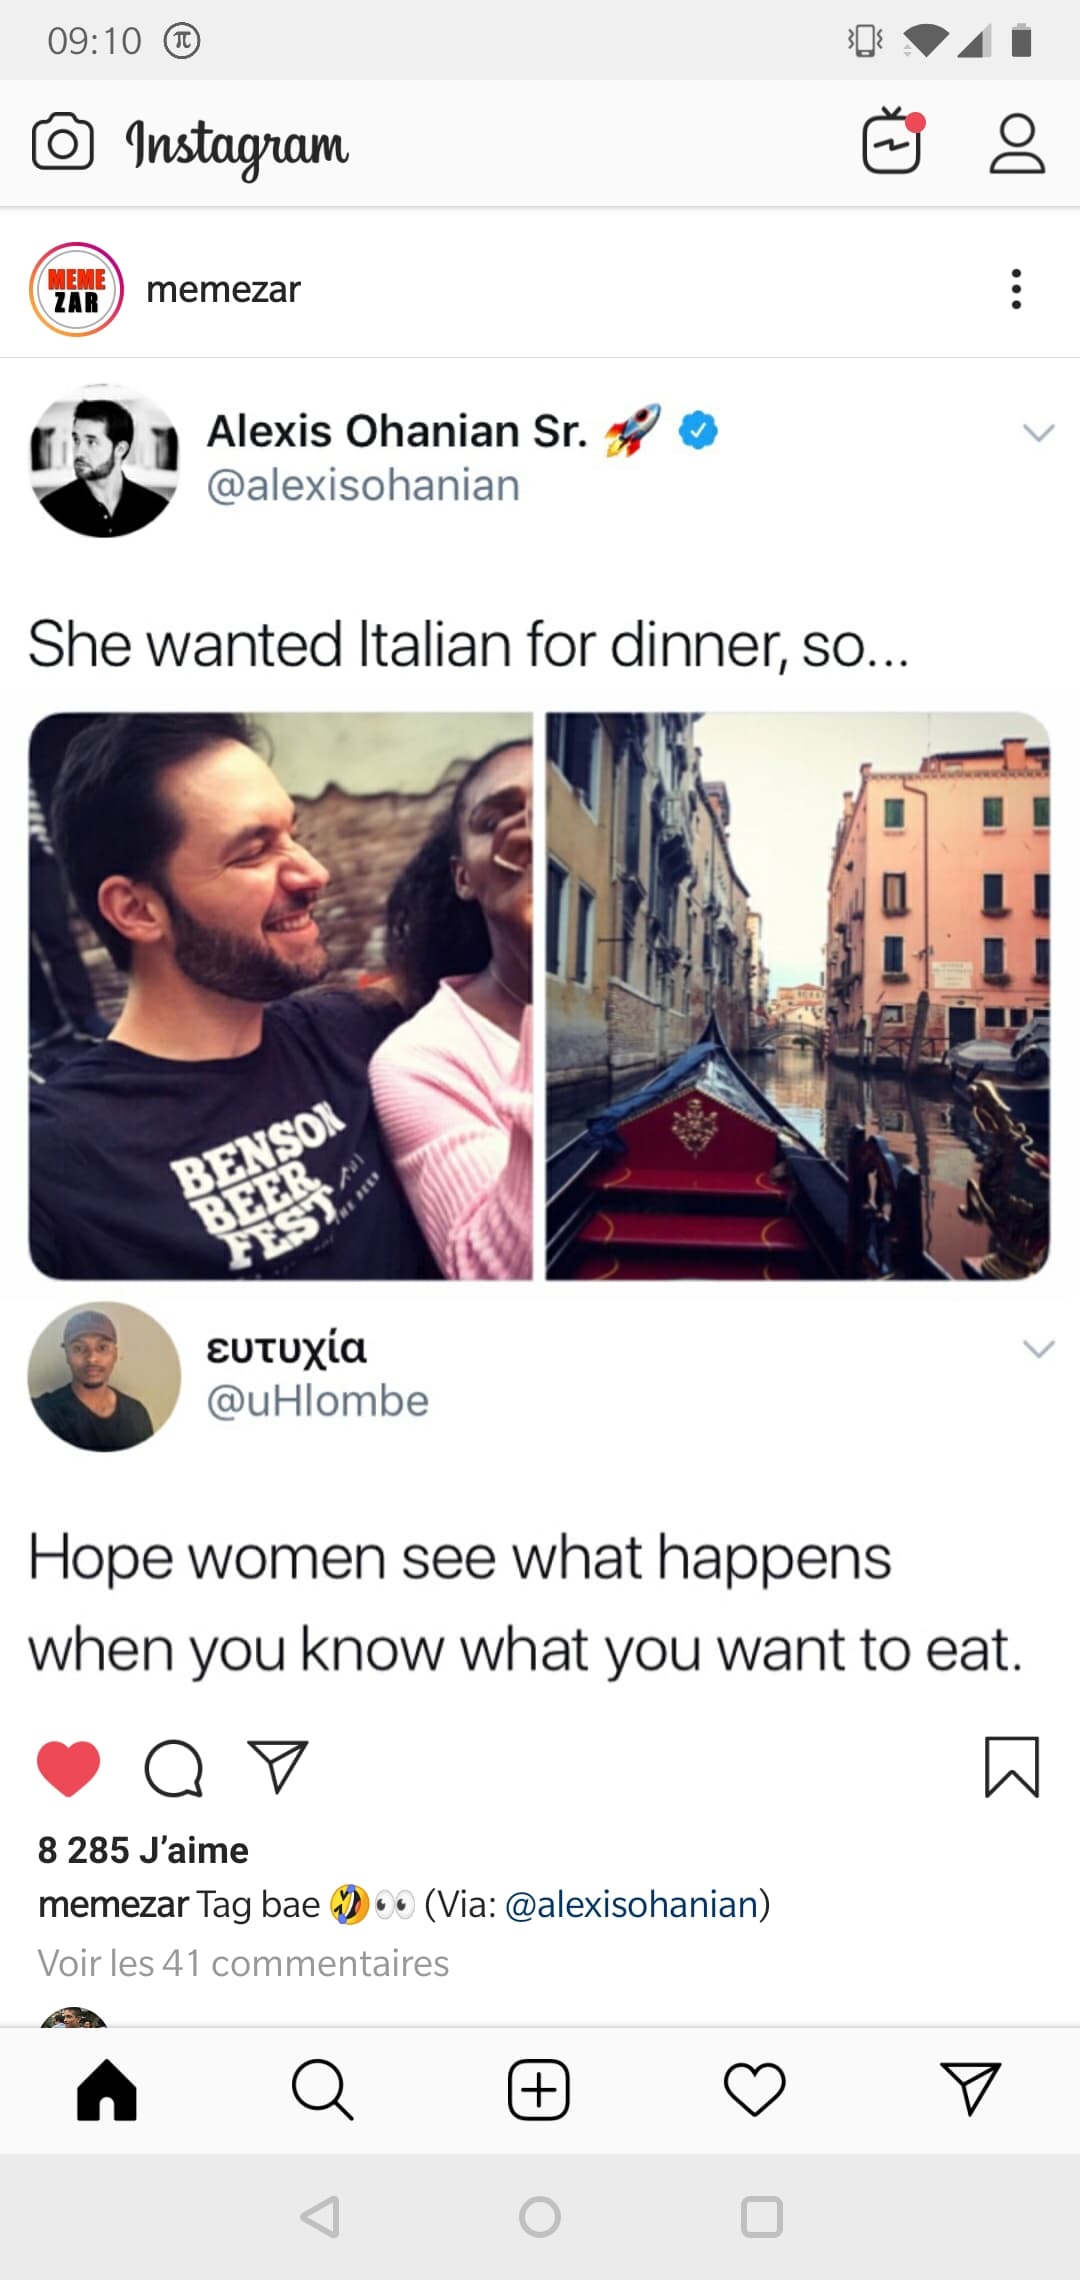 09:10
Instagram
MEME
ZAR
memezar
Alexis Ohanian Sr. 🚀
@alexisohanian
She wanted Italian for dinner, so...
BENSON
BEER
FEST
ευτυχία
@uHlombe
Hope women see what happens
when you know what you want to eat.
8 285 J’aime
memezar Tag bae 🤣👀 (Via: @alexisohanian)
Voir les 41 commentaires